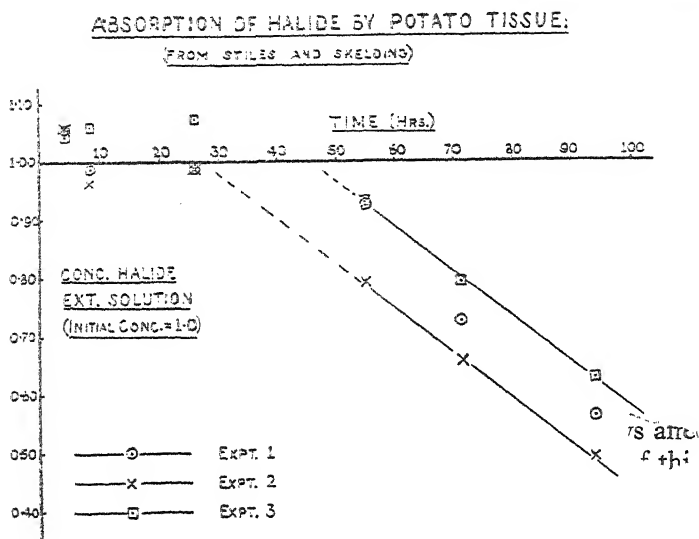 ABSORPTION OF HALIDE BY POTATO TISSUE:
(FROM STILES AND SKELDING)
1·10
TIME (HRS.)
1·00
10 20 30 40 50 60 70 80 90 100
0·90
CONC. HALIDE
0·80
EXT. SOLUTION
(INITIAL CONC.=1·0)
0·70
0·60
0·50
0·40
EXPT. 1
EXPT. 2
EXPT. 3